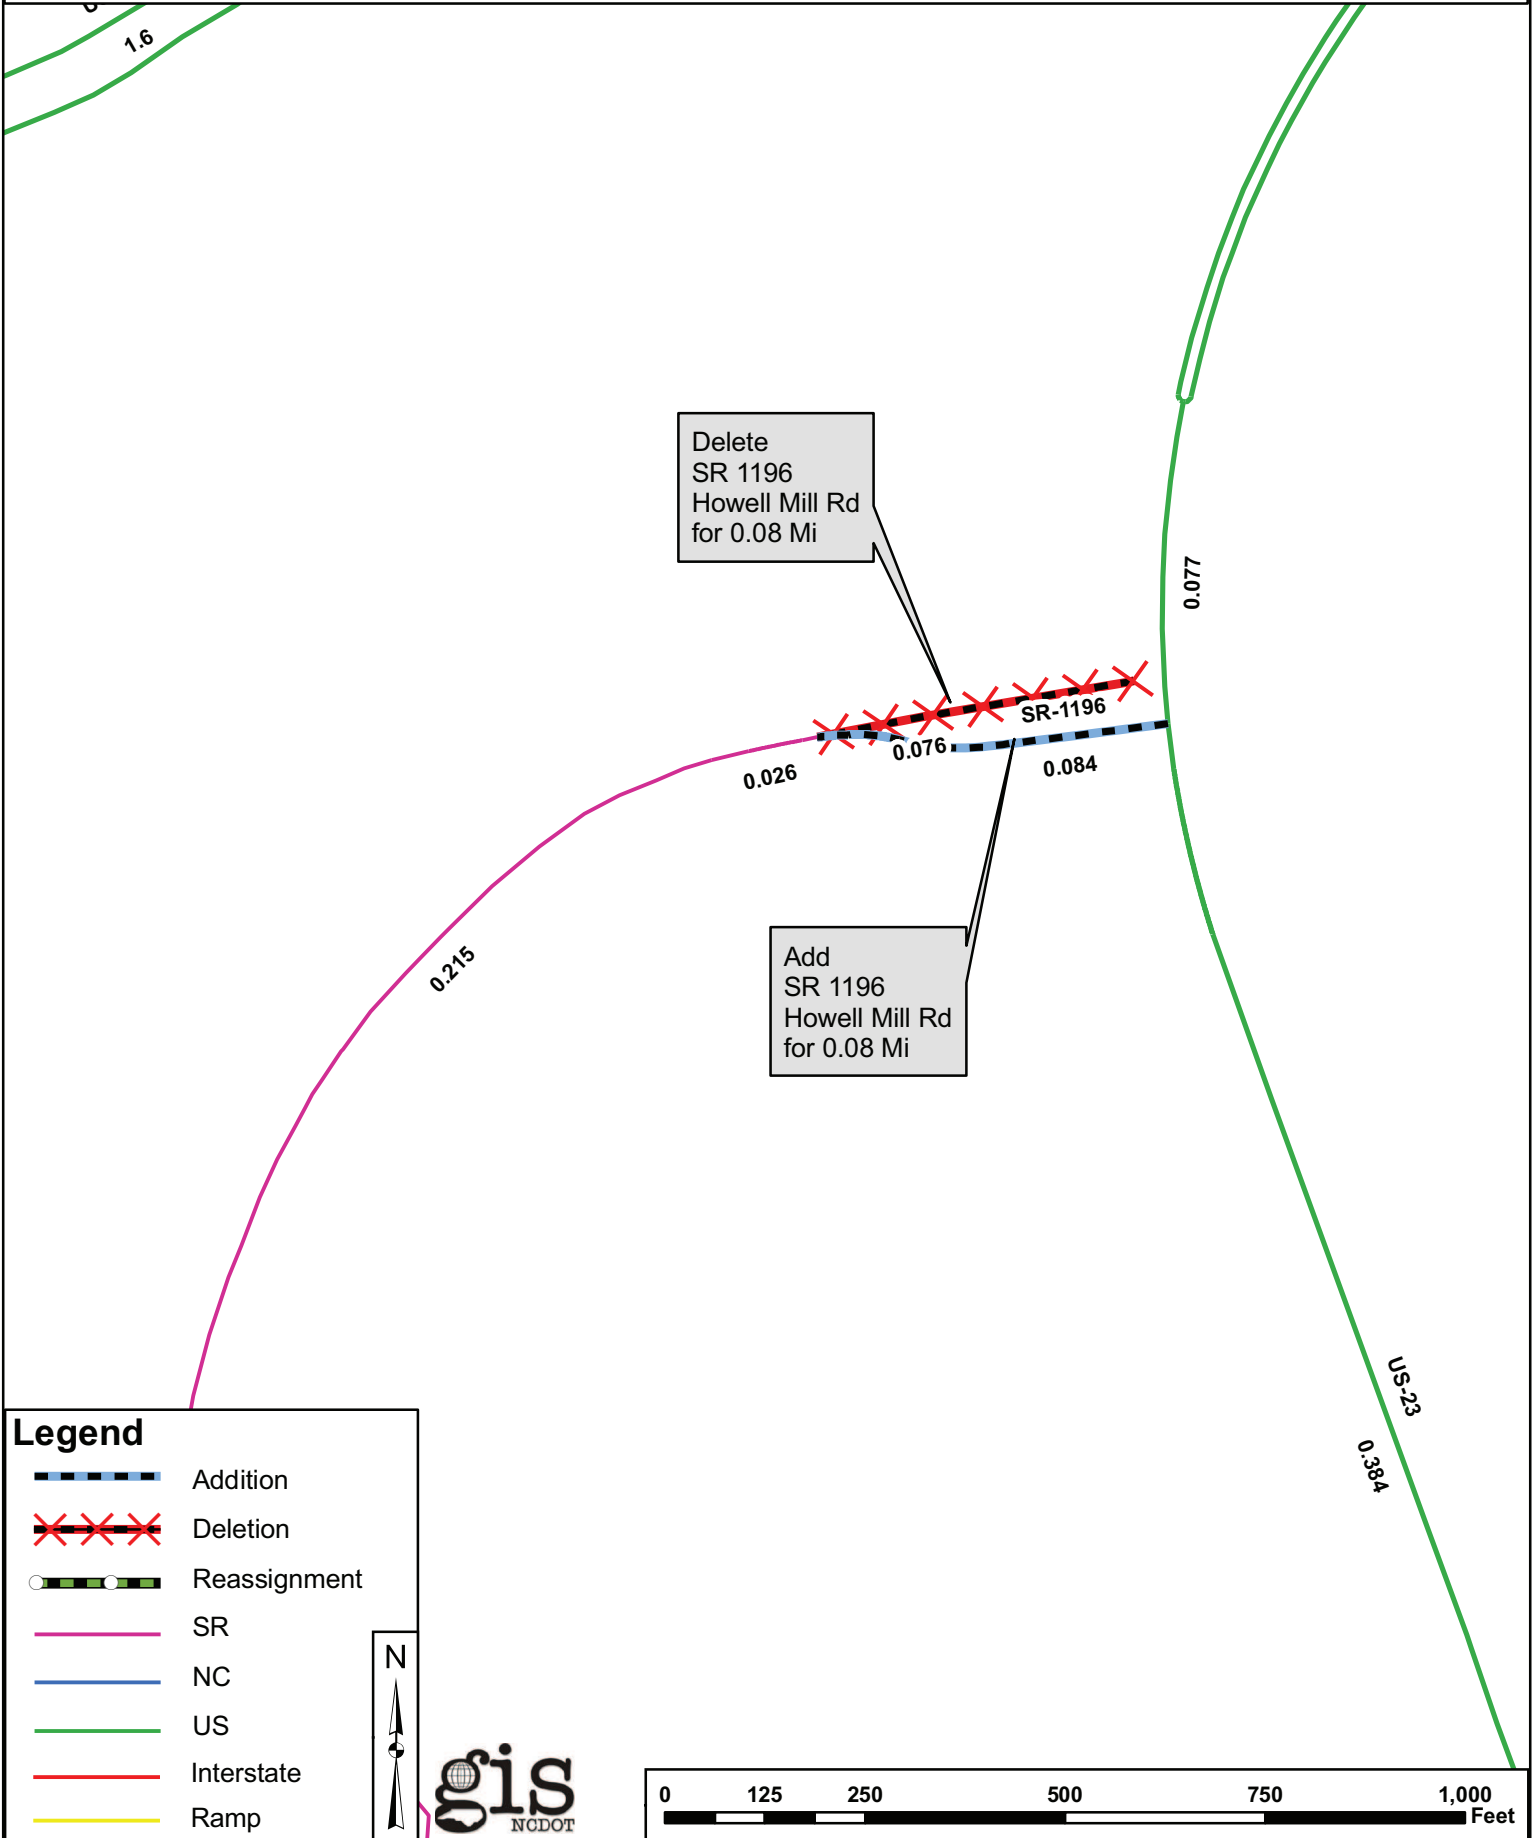 1.6
Delete
SR 1196
Howell Mill Rd
for 0.08 Mi
0.077
SR-1196
0.076
0.026
0.084
0.215
Add
SR 1196
Howell Mill Rd
for 0.08 Mi
US-23
0.384
Legend
Addition
Deletion
Reassignment
SR
NC
US
Interstate
Ramp
N
gis
NCDOT
0 125 250 500 750 1,000
Feet